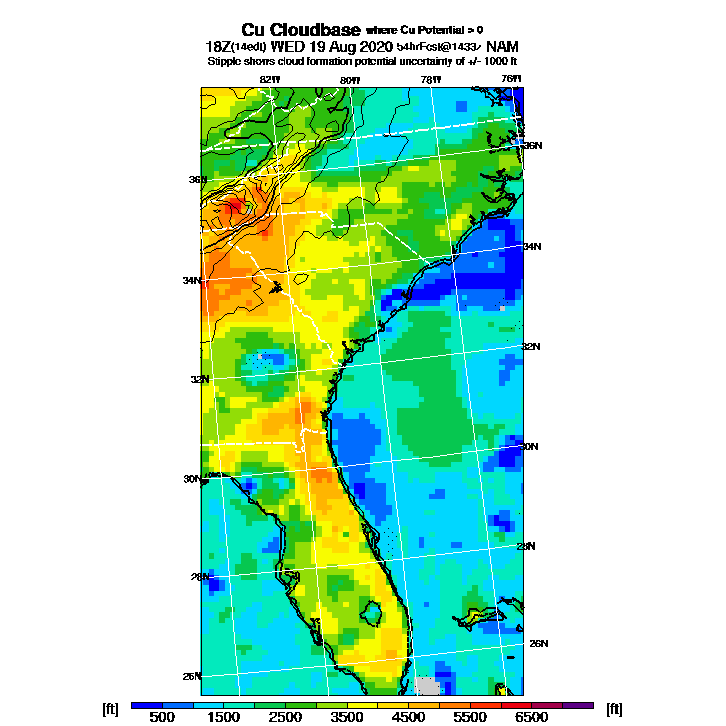 Cu Cloudbase where Cu Potential > 0
18Z(14edt) WED 19 Aug 2020 54hrFcst@1433z NAM
Stipple shows cloud formation potential uncertainty of +/- 1000 ft
82W 80W 78W 76W
36N
36N
34N
34N
32N
32N
30N
30N
28N
28N
26N
26N
[ft] 500 1500 2500 3500 4500 5500 6500 [ft]